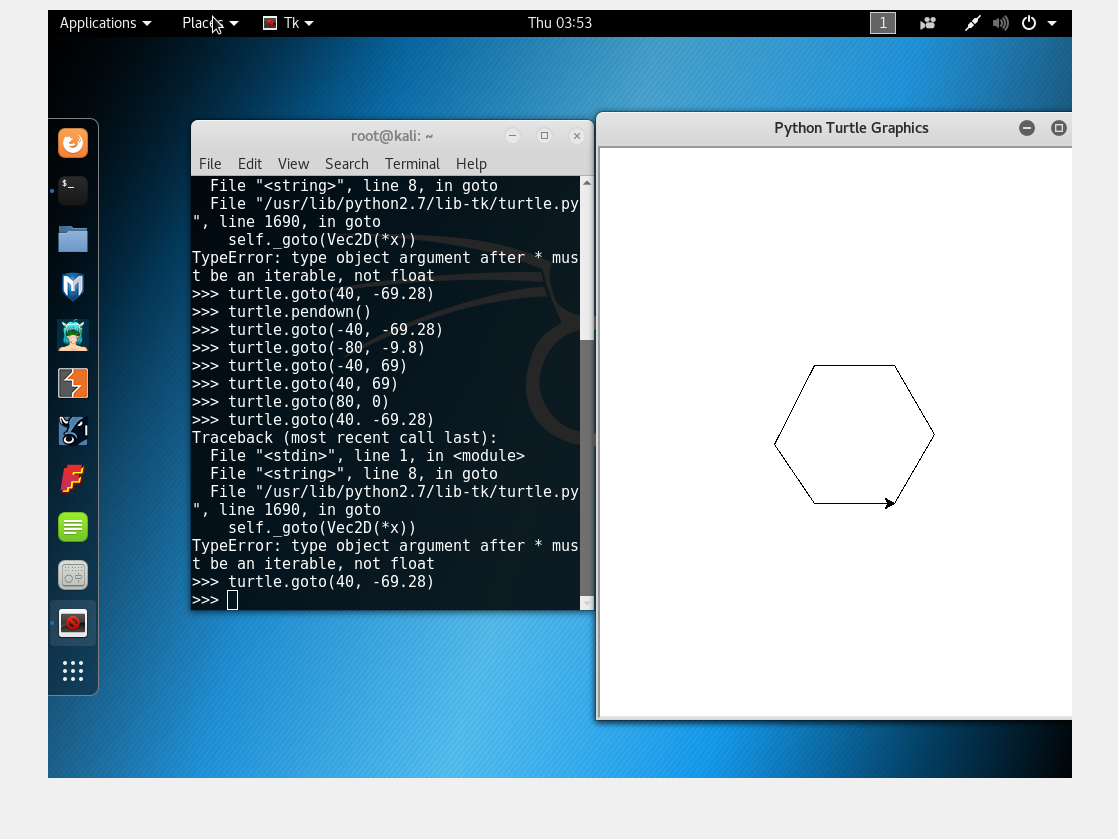 Applications
Places
Tk
Thu 03:53
1
root@kali: ~
File Edit View Search Terminal Help
File "<string>", line 8, in goto
File "/usr/lib/python2.7/lib-tk/turtle.py
", line 1690, in goto
self._goto(Vec2D(*x))
TypeError: type object argument after * mus
t be an iterable, not float
>>> turtle.goto(40, -69.28)
>>> turtle.pendown()
>>> turtle.goto(-40, -69.28)
>>> turtle.goto(-80, -9.8)
>>> turtle.goto(-40, 69)
>>> turtle.goto(40, 69)
>>> turtle.goto(80, 0)
>>> turtle.goto(40. -69.28)
Traceback (most recent call last):
File "<stdin>", line 1, in <module>
File "<string>", line 8, in goto
File "/usr/lib/python2.7/lib-tk/turtle.py
", line 1690, in goto
self._goto(Vec2D(*x))
TypeError: type object argument after * mus
t be an iterable, not float
>>> turtle.goto(40, -69.28)
>>>
Python Turtle Graphics